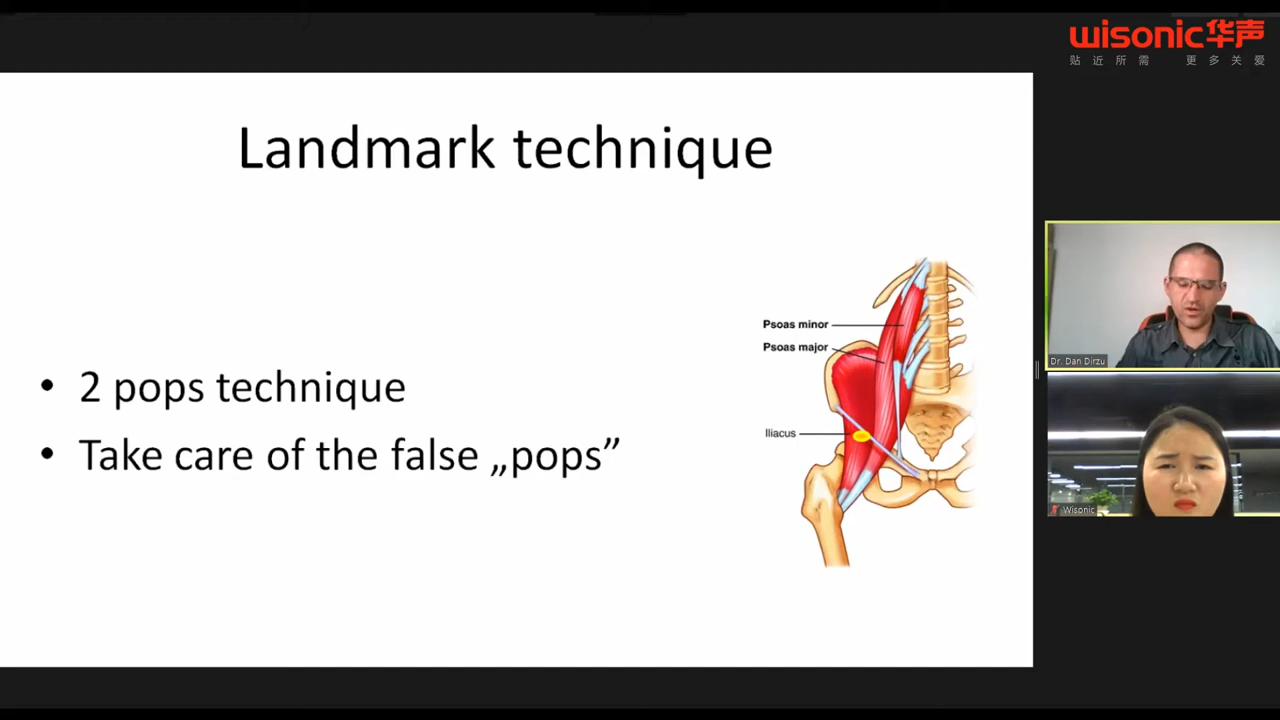 wisonic华声
贴近所需 更多关爱
Landmark technique
• 2 pops technique
• Take care of the false „pops”
Psoas minor
Psoas major
Iliacus
Dr. Dan Dirzu
Wisonic